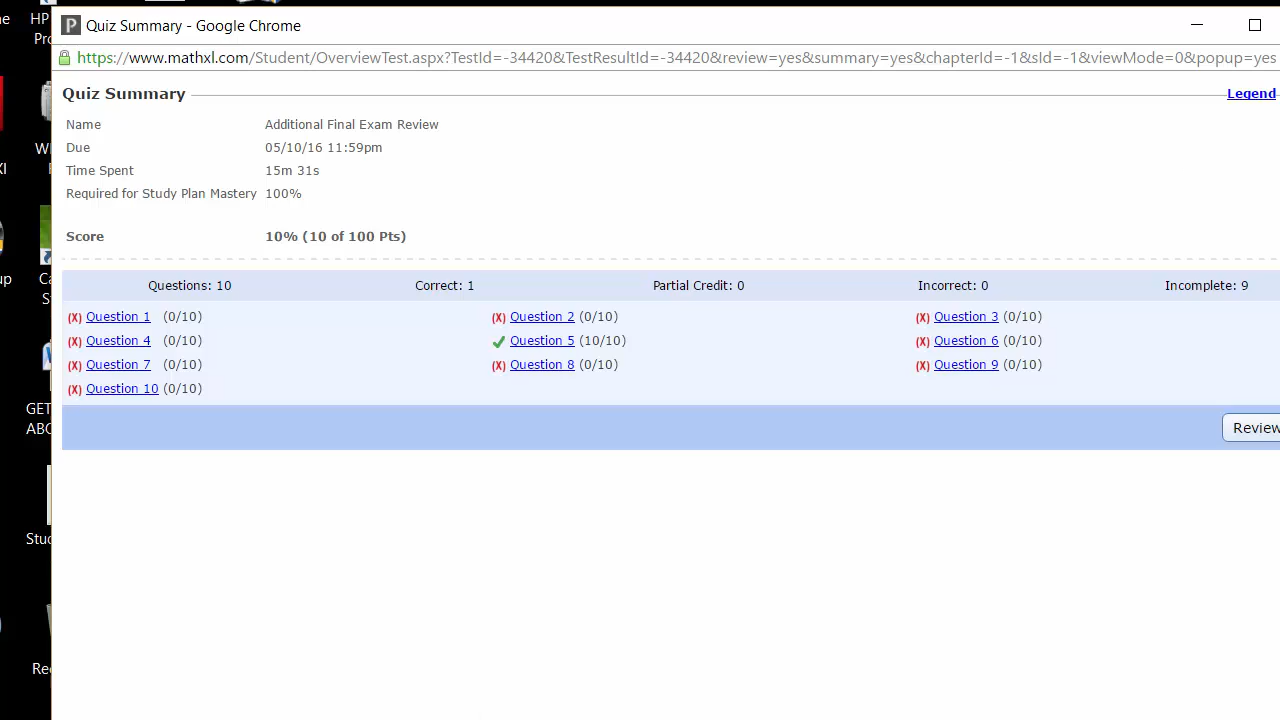 Quiz Summary - Google Chrome
https://www.mathxl.com/Student/OverviewTest.aspx?TestId=-34420&TestResultId=-34420&review=yes&summary=yes&chapterId=-1&sId=-1&viewMode=0&popup=yes
Quiz Summary Legend
Name Additional Final Exam Review
Due 05/10/16 11:59pm
Time Spent 15m 31s
Required for Study Plan Mastery 100%
Score 10% (10 of 100 Pts)
Questions: 10 Correct: 1 Partial Credit: 0 Incorrect: 0 Incomplete: 9
(X) Question 1 (0/10) (X) Question 2 (0/10) (X) Question 3 (0/10)
(X) Question 4 (0/10) Question 5 (10/10) (X) Question 6 (0/10)
(X) Question 7 (0/10) (X) Question 8 (0/10) (X) Question 9 (0/10)
(X) Question 10 (0/10)
Review
HP
GET